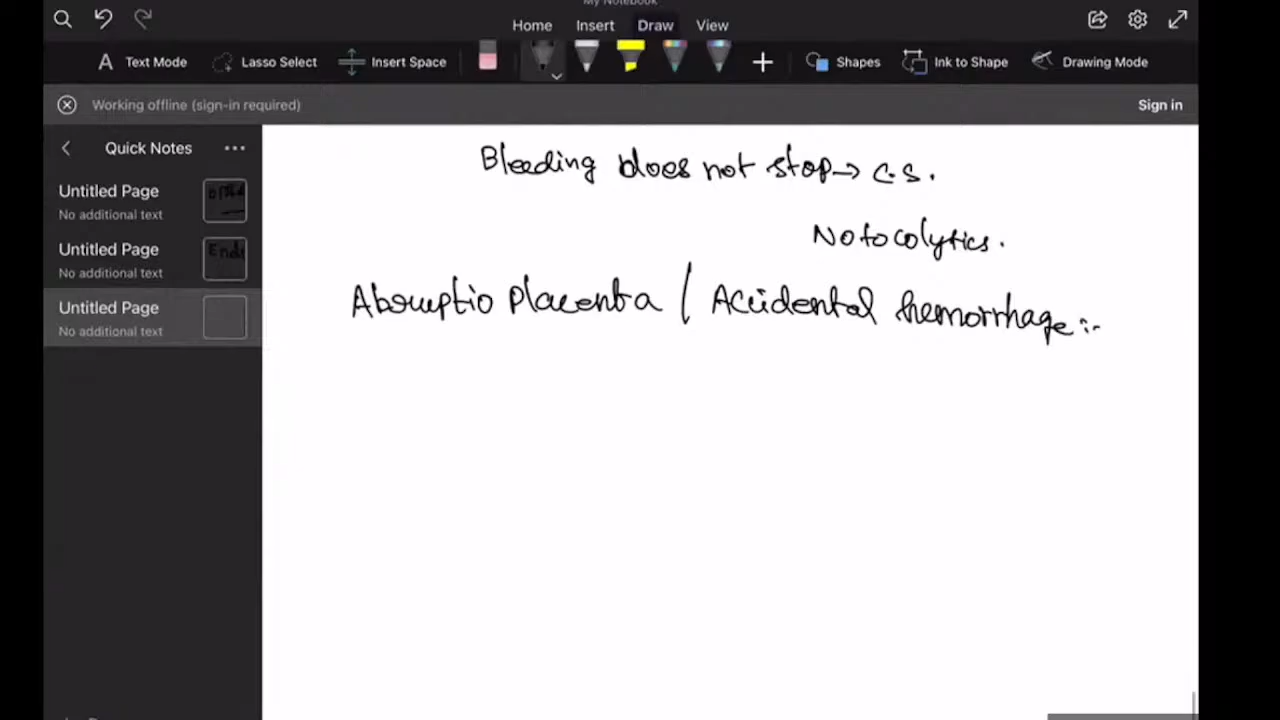 My Notebook
Home Insert Draw View
Text Mode Lasso Select Insert Space Shapes Ink to Shape Drawing Mode
Working offline (sign-in required) Sign in
Quick Notes
Untitled Page
No additional text
Untitled Page
No additional text
Untitled Page
No additional text
Bleeding does not stop → C.S.
No tocolytics.
Abruptio Placenta / Accidental hemorrhage :-